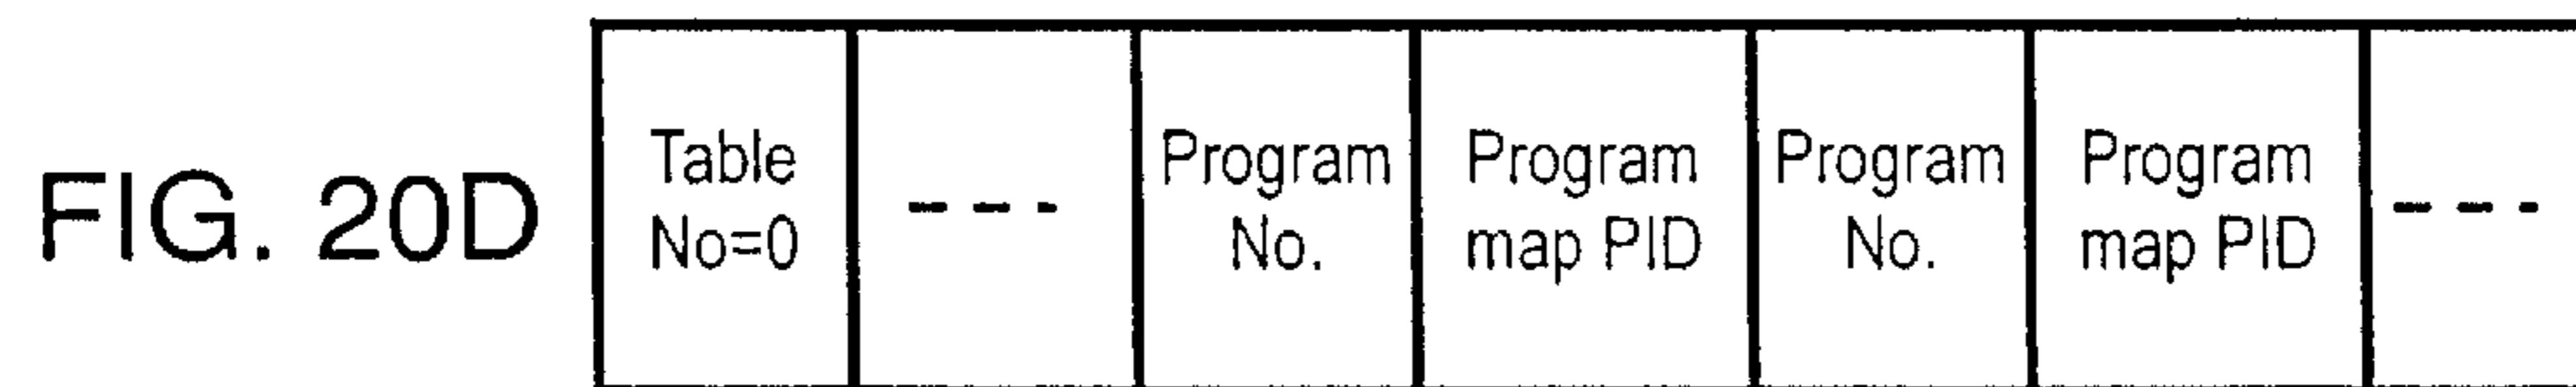 FIG. 20D
Table
No=0
---
Program
No.
Program
map PID
Program
No.
Program
map PID
---